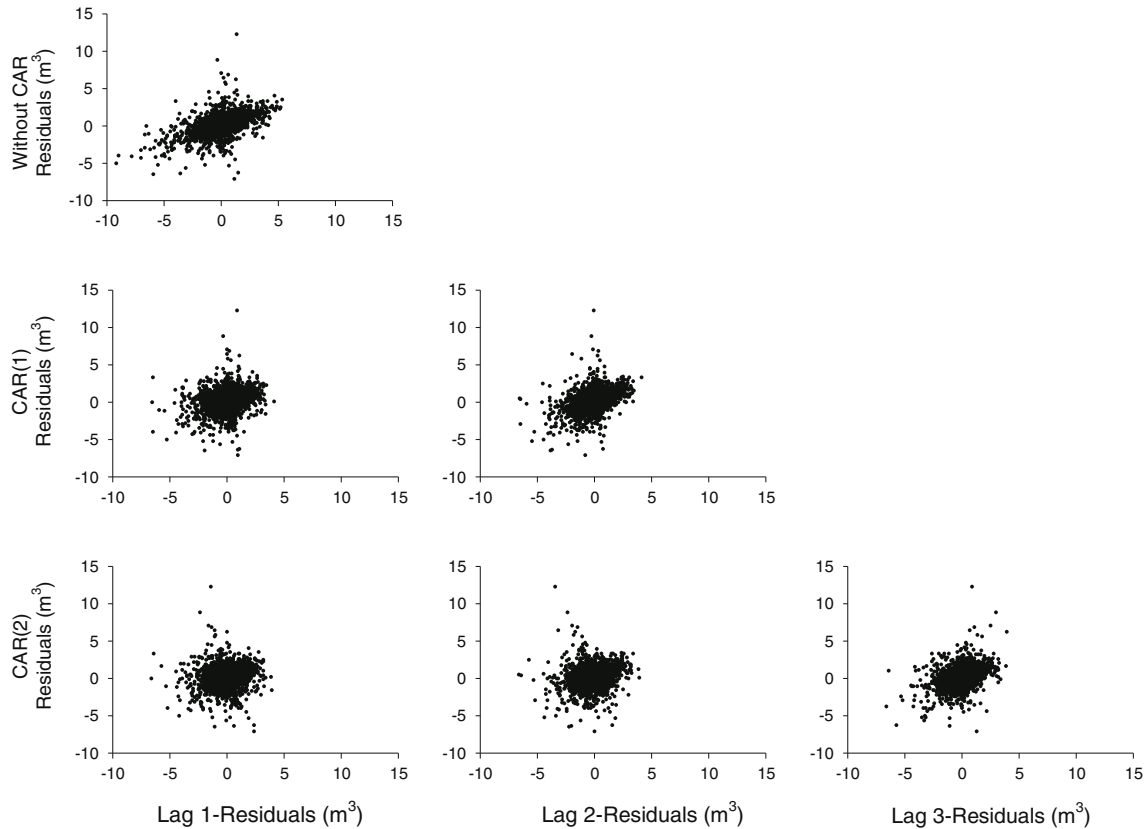 Without CAR
Residuals (m³)
15
10
5
0
-5
-10
-10 -5 0 5 10 15
CAR(1)
Residuals (m³)
15
10
5
0
-5
-10
-10 -5 0 5 10 15
15
10
5
0
-5
-10
-10 -5 0 5 10 15
CAR(2)
Residuals (m³)
15
10
5
0
-5
-10
-10 -5 0 5 10 15
15
10
5
0
-5
-10
-10 -5 0 5 10 15
15
10
5
0
-5
-10
-10 -5 0 5 10 15
Lag 1-Residuals (m³)
Lag 2-Residuals (m³)
Lag 3-Residuals (m³)